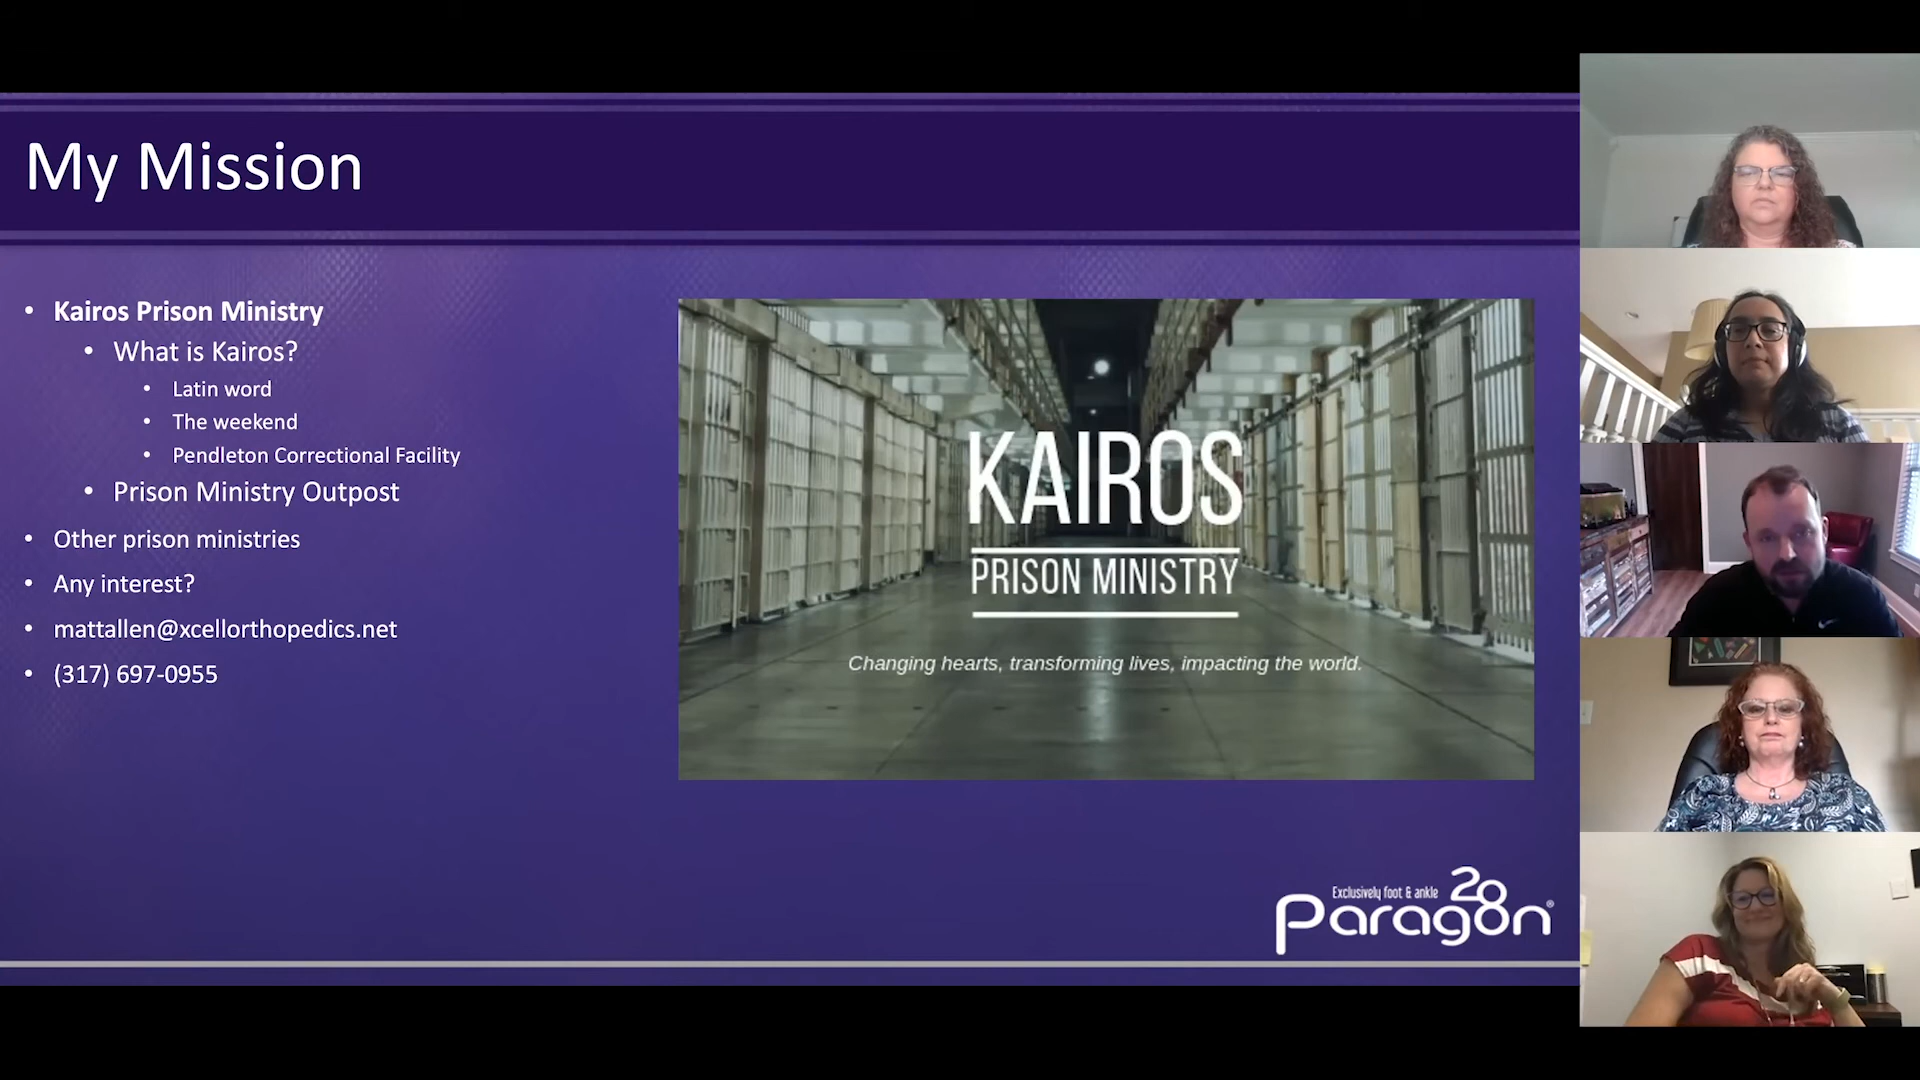 My Mission
• Kairos Prison Ministry
• What is Kairos?
• Latin word
• The weekend
• Pendleton Correctional Facility
• Prison Ministry Outpost
• Other prison ministries
• Any interest?
• mattallen@xcellorthopedics.net
• (317) 697-0955
KAIROS
PRISON MINISTRY
Changing hearts, transforming lives, impacting the world.
Exclusively foot & ankle
Paragon 28®